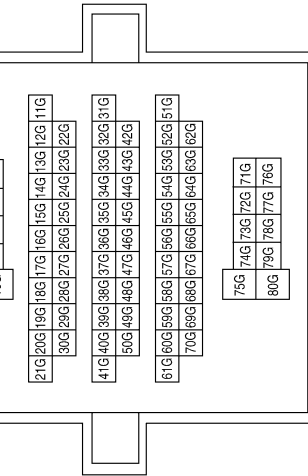 21G 20G 19G 18G 17G 16G 15G 14G 13G 12G 11G
30G 29G 28G 27G 26G 25G 24G 23G 22G
41G 40G 39G 38G 37G 36G 35G 34G 33G 32G 31G
50G 49G 48G 47G 46G 45G 44G 43G 42G
61G 60G 59G 58G 57G 56G 55G 54G 53G 52G 51G
70G 69G 68G 67G 66G 65G 64G 63G 62G
75G 74G 73G 72G 71G
80G 79G 78G 77G 76G